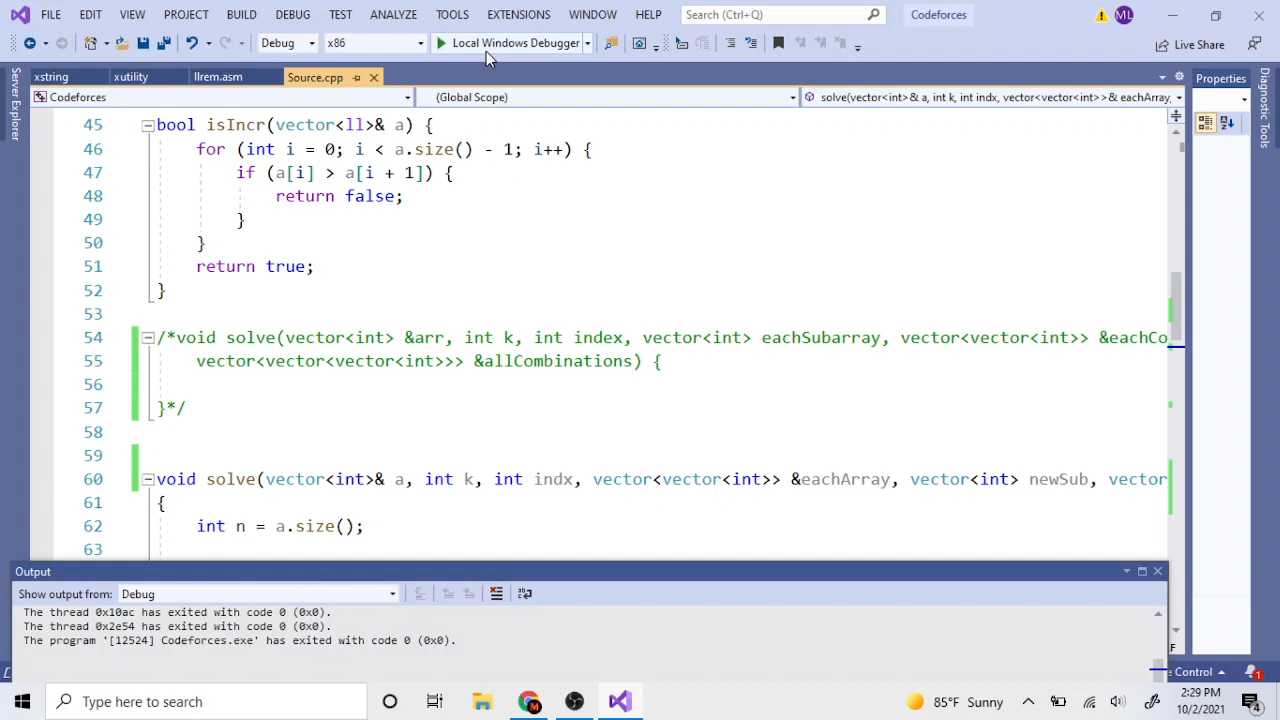 FILE EDIT VIEW PROJECT BUILD DEBUG TEST ANALYZE TOOLS EXTENSIONS WINDOW HELP Search (Ctrl+Q) Codeforces ML
Debug x86 Local Windows Debugger Live Share
xstring xutility llrem.asm Source.cpp Properties
Codeforces (Global Scope) solve(vector<int>& a, int k, int indx, vector<vector<int>>& eachArray,
Server Explorer
Diagnostic Tools
45 bool isIncr(vector<ll>& a) {
46 for (int i = 0; i < a.size() - 1; i++) {
47 if (a[i] > a[i + 1]) {
48 return false;
49 }
50 }
51 return true;
52 }
53
54 /*void solve(vector<int> &arr, int k, int index, vector<int> eachSubarray, vector<vector<int>> &eachCo
55 vector<vector<vector<int>>> &allCombinations) {
56
57 }*/
58
59
60 void solve(vector<int>& a, int k, int indx, vector<vector<int>> &eachArray, vector<int> newSub, vector
61 {
62 int n = a.size();
63
Output
Show output from: Debug
The thread 0x10ac has exited with code 0 (0x0).
The thread 0x2e54 has exited with code 0 (0x0).
The program '[12524] Codeforces.exe' has exited with code 0 (0x0).
Control 1
Type here to search 85°F Sunny 2:29 PM
10/2/2021 4